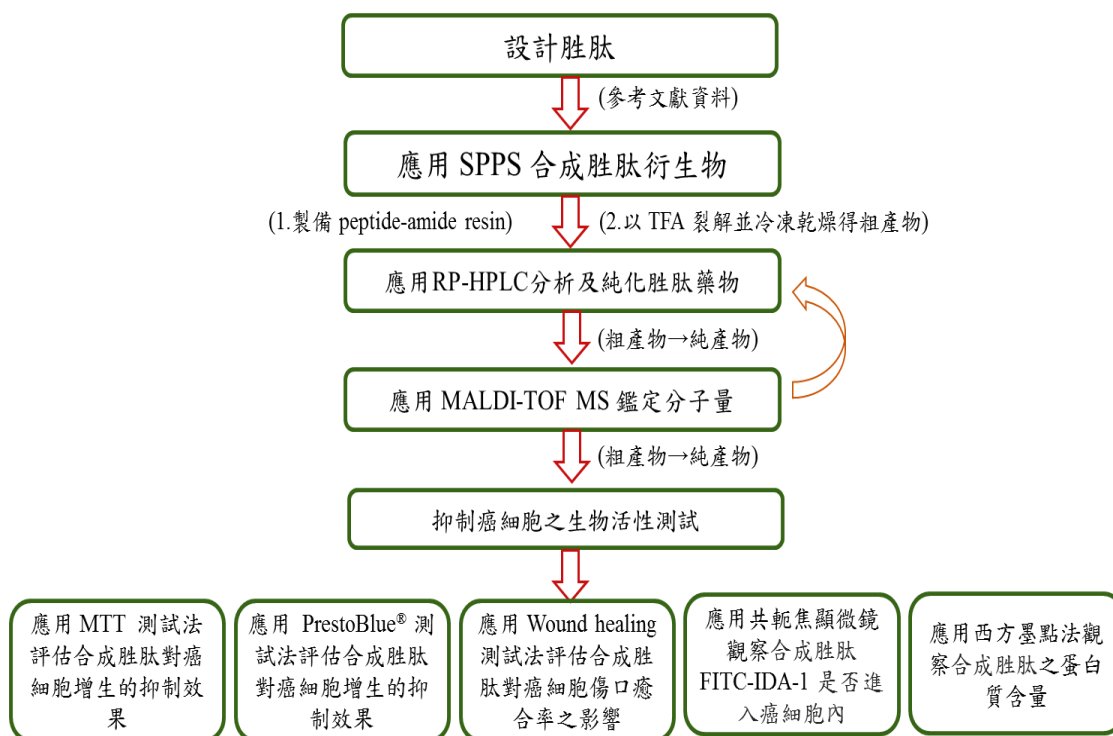 設計胜肽
(參考文獻資料)
應用 SPPS 合成胜肽衍生物
(1.製備 peptide-amide resin)
(2.以 TFA 裂解並冷凍乾燥得粗產物)
應用RP-HPLC分析及純化胜肽藥物
(粗產物→純產物)
應用 MALDI-TOF MS 鑑定分子量
(粗產物→純產物)
抑制癌細胞之生物活性測試
應用 MTT 測試法
評估合成胜肽對癌
細胞增生的抑制效
果
應用 PrestoBlue® 測
試法評估合成胜肽
對癌細胞增生的抑
制效果
應用 Wound healing
測試法評估合成胜
肽對癌細胞傷口癒
合率之影響
應用共軛焦顯微鏡
觀察合成胜肽
FITC-IDA-1 是否進
入癌細胞內
應用西方墨點法觀
察合成胜肽之蛋白
質含量